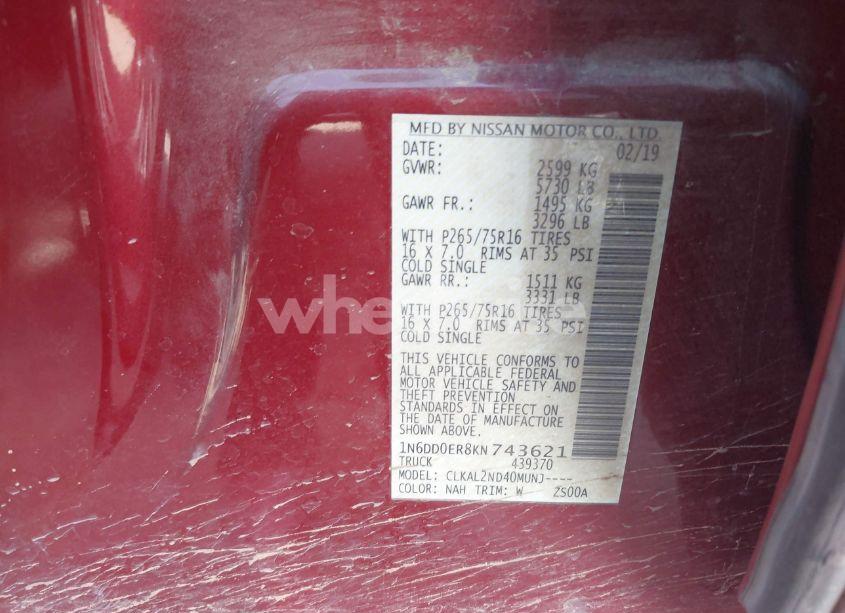 MFD BY NISSAN MOTOR CO., LTD.
DATE: 02/19
GVWR: 2599 KG
5730 LB
GAWR FR.: 1495 KG
3296 LB
WITH P265/75R16 TIRES
16 X 7.0 RIMS AT 35 PSI
COLD SINGLE
GAWR RR.: 1511 KG
3331 LB
WITH P265/75R16 TIRES
16 X 7.0 RIMS AT 35 PSI
COLD SINGLE
THIS VEHICLE CONFORMS TO
ALL APPLICABLE FEDERAL
MOTOR VEHICLE SAFETY AND
THEFT PREVENTION
STANDARDS IN EFFECT ON
THE DATE OF MANUFACTURE
SHOWN ABOVE.
1N6DD0ER8KN743621
TRUCK 439370
MODEL: CLKAL2ND40MUNJ----
COLOR: NAH TRIM: W ZS00A